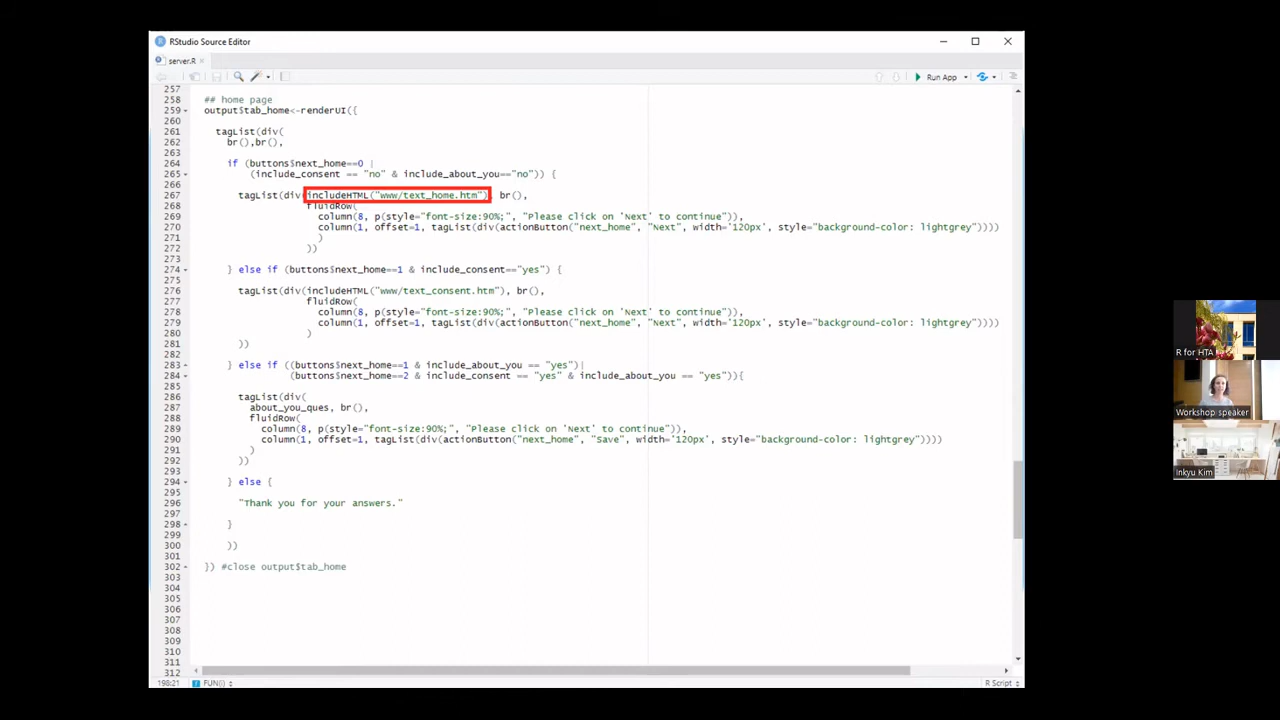 RStudio Source Editor
server.R
Run App
257
258 ## home page
259 output$tab_home<-renderUI({
260
261 tagList(div(
262 br(),br(),
263
264 if (buttons$next_home==0 |
265 (include_consent == "no" & include_about_you=="no")) {
266
267 tagList(div(includeHTML("www/text_home.htm"), br(),
268 fluidRow(
269 column(8, p(style="font-size:90%;", "Please click on 'Next' to continue")),
270 column(1, offset=1, tagList(div(actionButton("next_home", "Next", width='120px', style="background-color: lightgrey"))))
271 )
272 ))
273
274 } else if (buttons$next_home==1 & include_consent=="yes") {
275
276 tagList(div(includeHTML("www/text_consent.htm"), br(),
277 fluidRow(
278 column(8, p(style="font-size:90%;", "Please click on 'Next' to continue")),
279 column(1, offset=1, tagList(div(actionButton("next_home", "Next", width='120px', style="background-color: lightgrey"))))
280 )
281 ))
282
283 } else if ((buttons$next_home==1 & include_about_you == "yes")|
284 (buttons$next_home==2 & include_consent == "yes" & include_about_you == "yes")){
285
286 tagList(div(
287 about_you_ques, br(),
288 fluidRow(
289 column(8, p(style="font-size:90%;", "Please click on 'Next' to continue")),
290 column(1, offset=1, tagList(div(actionButton("next_home", "Save", width='120px', style="background-color: lightgrey"))))
291 )
292 ))
293
294 } else {
295
296 "Thank you for your answers."
297
298 }
299
300 ))
301
302 }) #close output$tab_home
303
304
305
306
307
308
309
310
311
312
198:21 FUN() R Script
R for HTA
Workshop speaker
Inkyu Kim